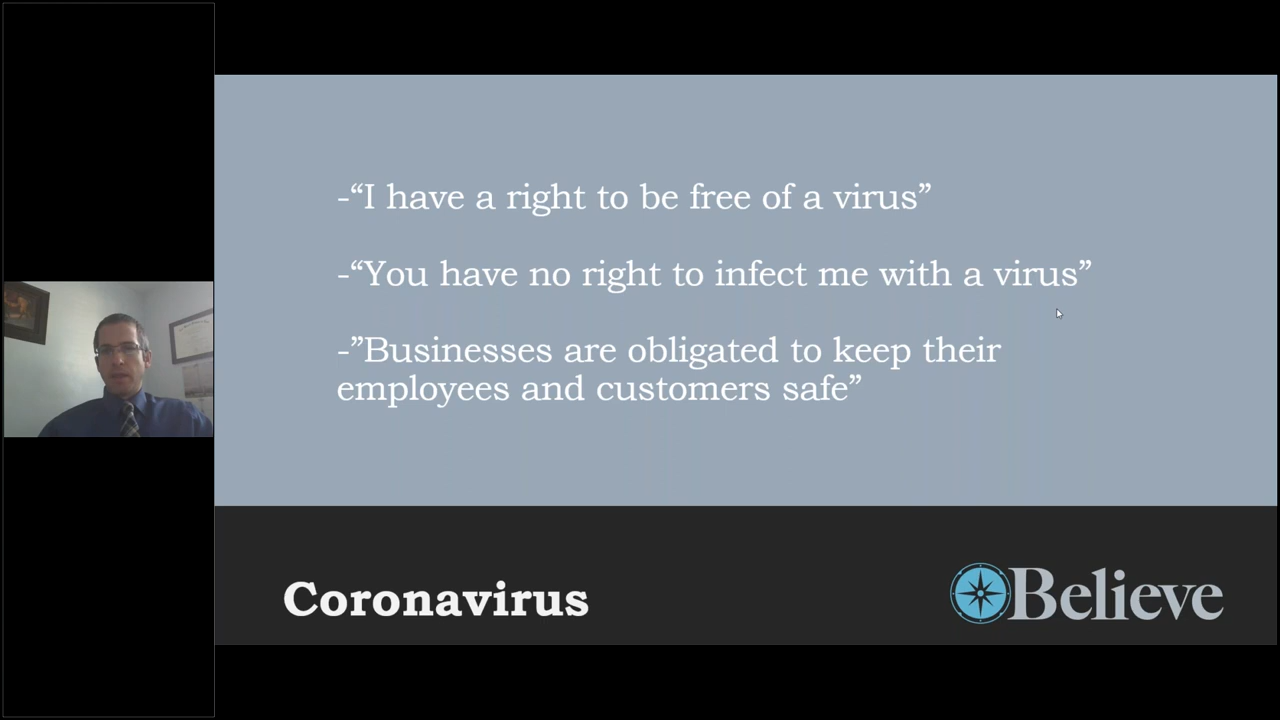 -“I have a right to be free of a virus”
-“You have no right to infect me with a virus”
-”Businesses are obligated to keep their
employees and customers safe”
Coronavirus
Believe